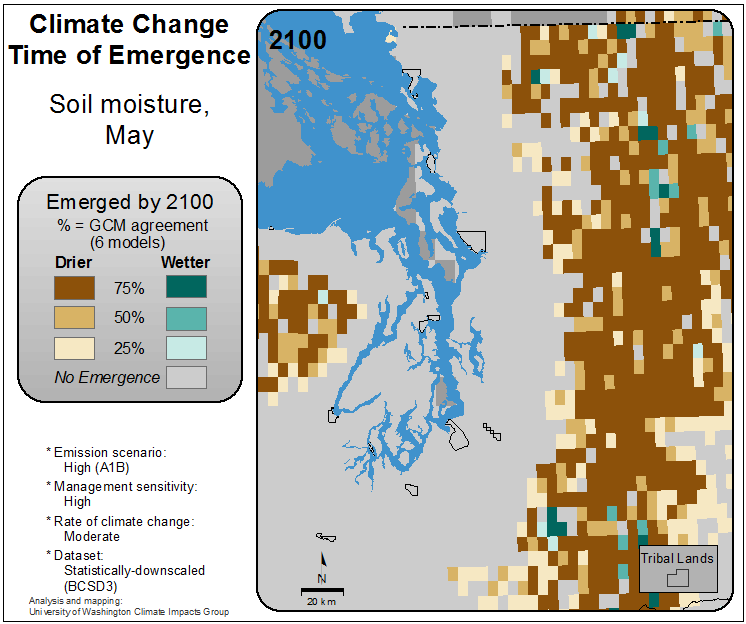 Climate Change
Time of Emergence
Soil moisture,
May
Emerged by 2100
% = GCM agreement
(6 models)
Drier Wetter
75%
50%
25%
No Emergence
* Emission scenario:
High (A1B)
* Management sensitivity:
High
* Rate of climate change:
Moderate
* Dataset:
Statistically-downscaled
(BCSD3)
Analysis and mapping:
University of Washington Climate Impacts Group
2100
N
20 km
Tribal Lands